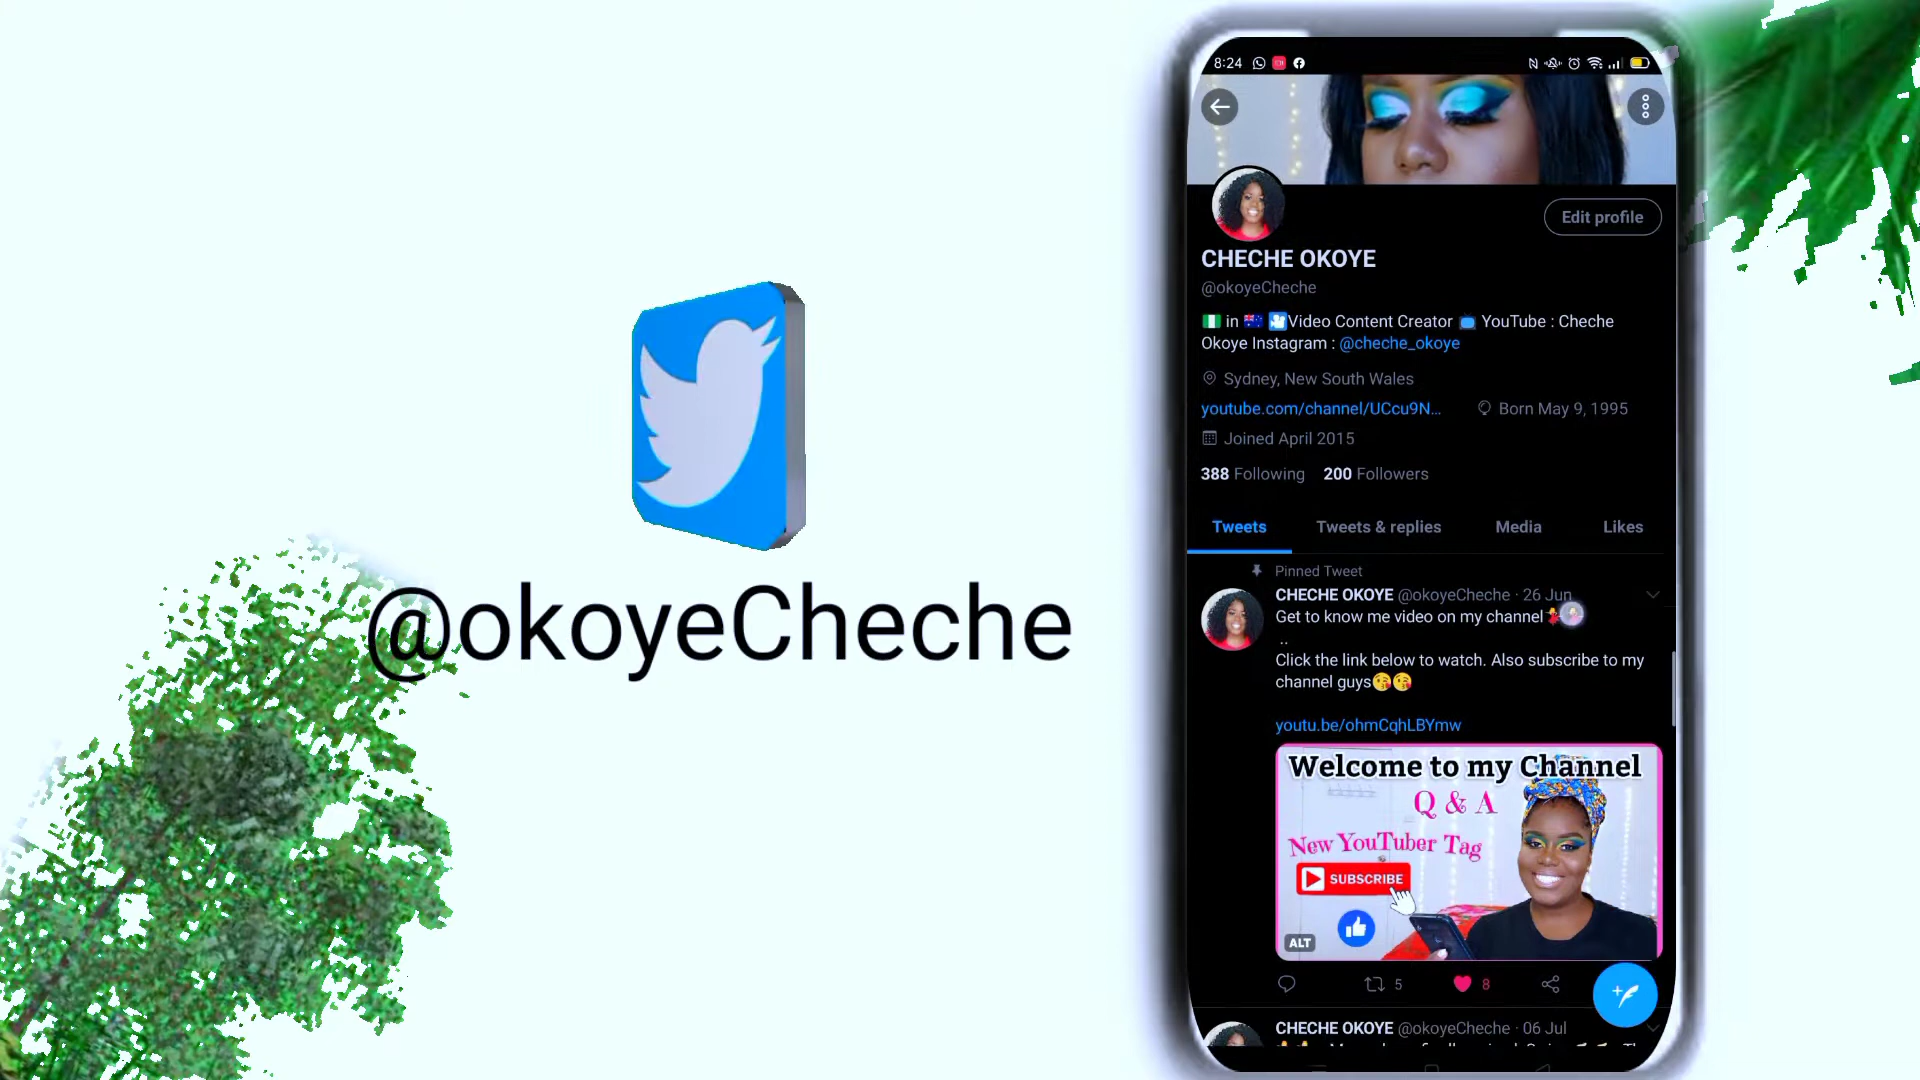 @okoyeCheche
8:24
Edit profile
CHECHE OKOYE
@okoyeCheche
🇳🇬 in 🇦🇺 🎦Video Content Creator 📺 YouTube : Cheche
Okoye Instagram : @cheche_okoye
Sydney, New South Wales
youtube.com/channel/UCcu9N... Born May 9, 1995
Joined April 2015
388 Following 200 Followers
Tweets Tweets & replies Media Likes
Pinned Tweet
CHECHE OKOYE @okoyeCheche · 26 Jun
Get to know me video on my channel
..
Click the link below to watch. Also subscribe to my
channel guys😘😘
youtu.be/ohmCqhLBYmw
Welcome to my Channel
Q & A
New YouTuber Tag
SUBSCRIBE
ALT
5 8
CHECHE OKOYE @okoyeCheche · 06 Jul